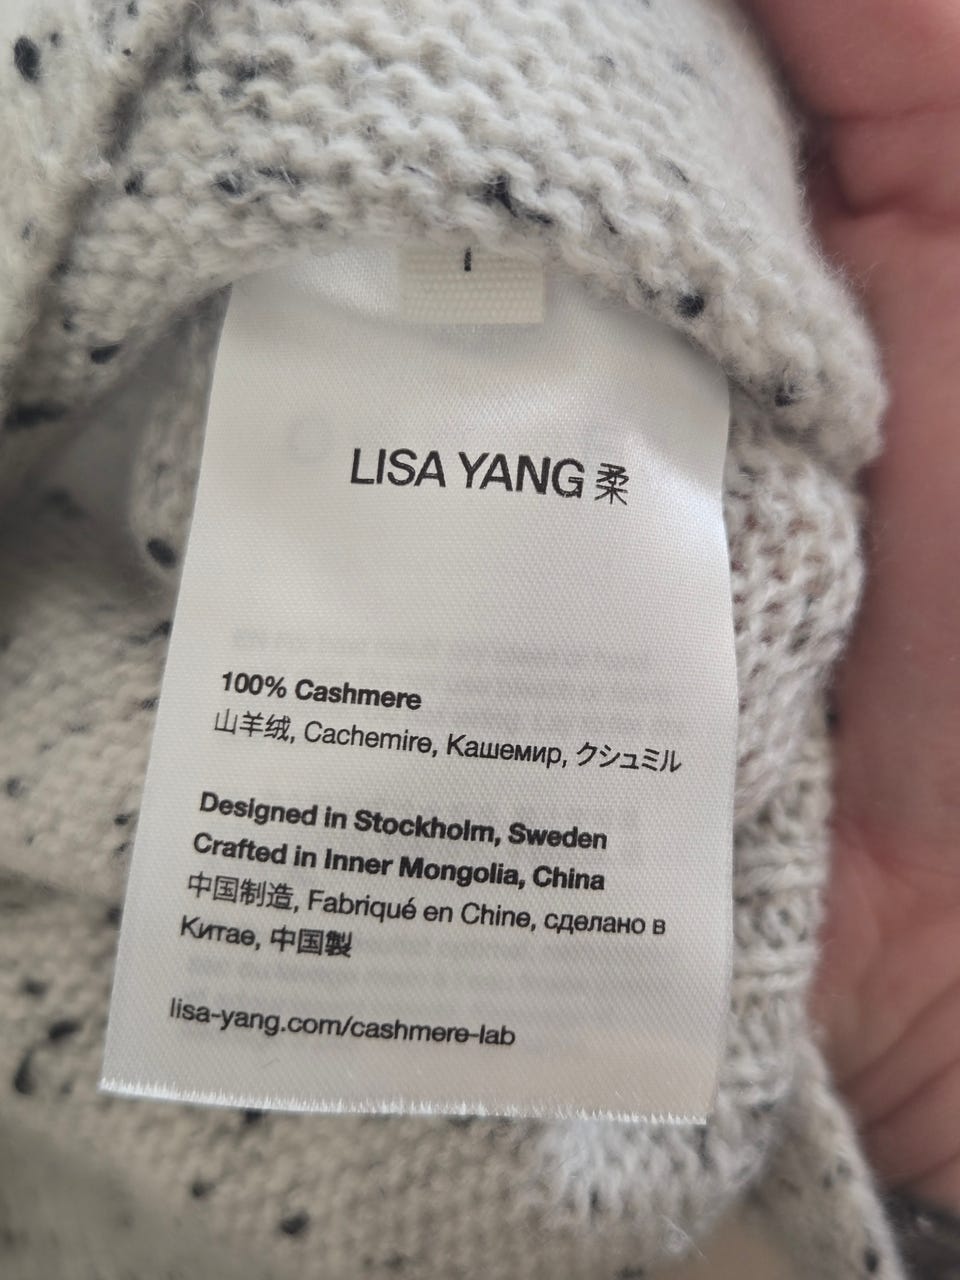 LISA YANG 柔
100% Cashmere
山羊绒, Cachemire, Кашемир, クシュミル
Designed in Stockholm, Sweden
Crafted in Inner Mongolia, China
中国制造, Fabriqué en Chine, сделано в
Китае, 中国製
lisa-yang.com/cashmere-lab